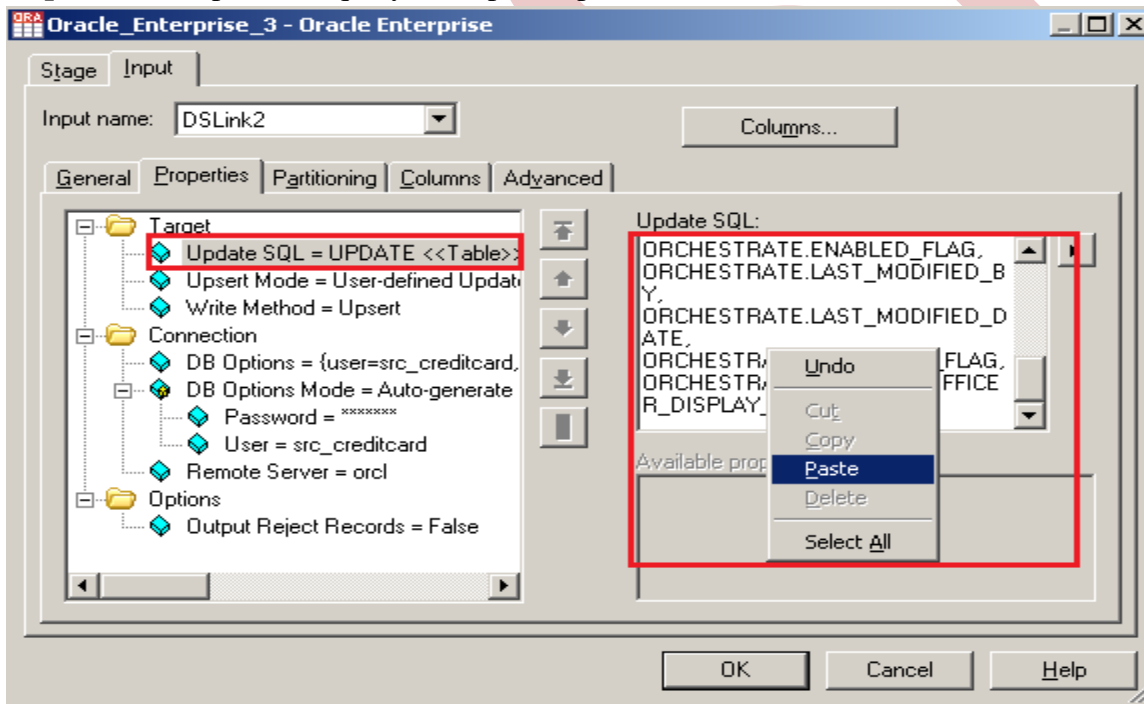 ORA
Oracle_Enterprise_3 - Oracle Enterprise
Stage Input
Input name: DSLink2 Columns...
General Properties Partitioning Columns Advanced
Target
Update SQL = UPDATE <<Table>>
Upsert Mode = User-defined Updat
Write Method = Upsert
Connection
DB Options = {user=src_creditcard,
DB Options Mode = Auto-generate
Password = *******
User = src_creditcard
Remote Server = orcl
Options
Output Reject Records = False
Update SQL:
ORCHESTRATE.ENABLED_FLAG,
ORCHESTRATE.LAST_MODIFIED_B
Y,
ORCHESTRATE.LAST_MODIFIED_D
ATE,
ORCHESTRA _FLAG,
ORCHESTRA FFICE
R_DISPLAY_
Available prop
Undo
Cut
Copy
Paste
Delete
Select All
OK Cancel Help